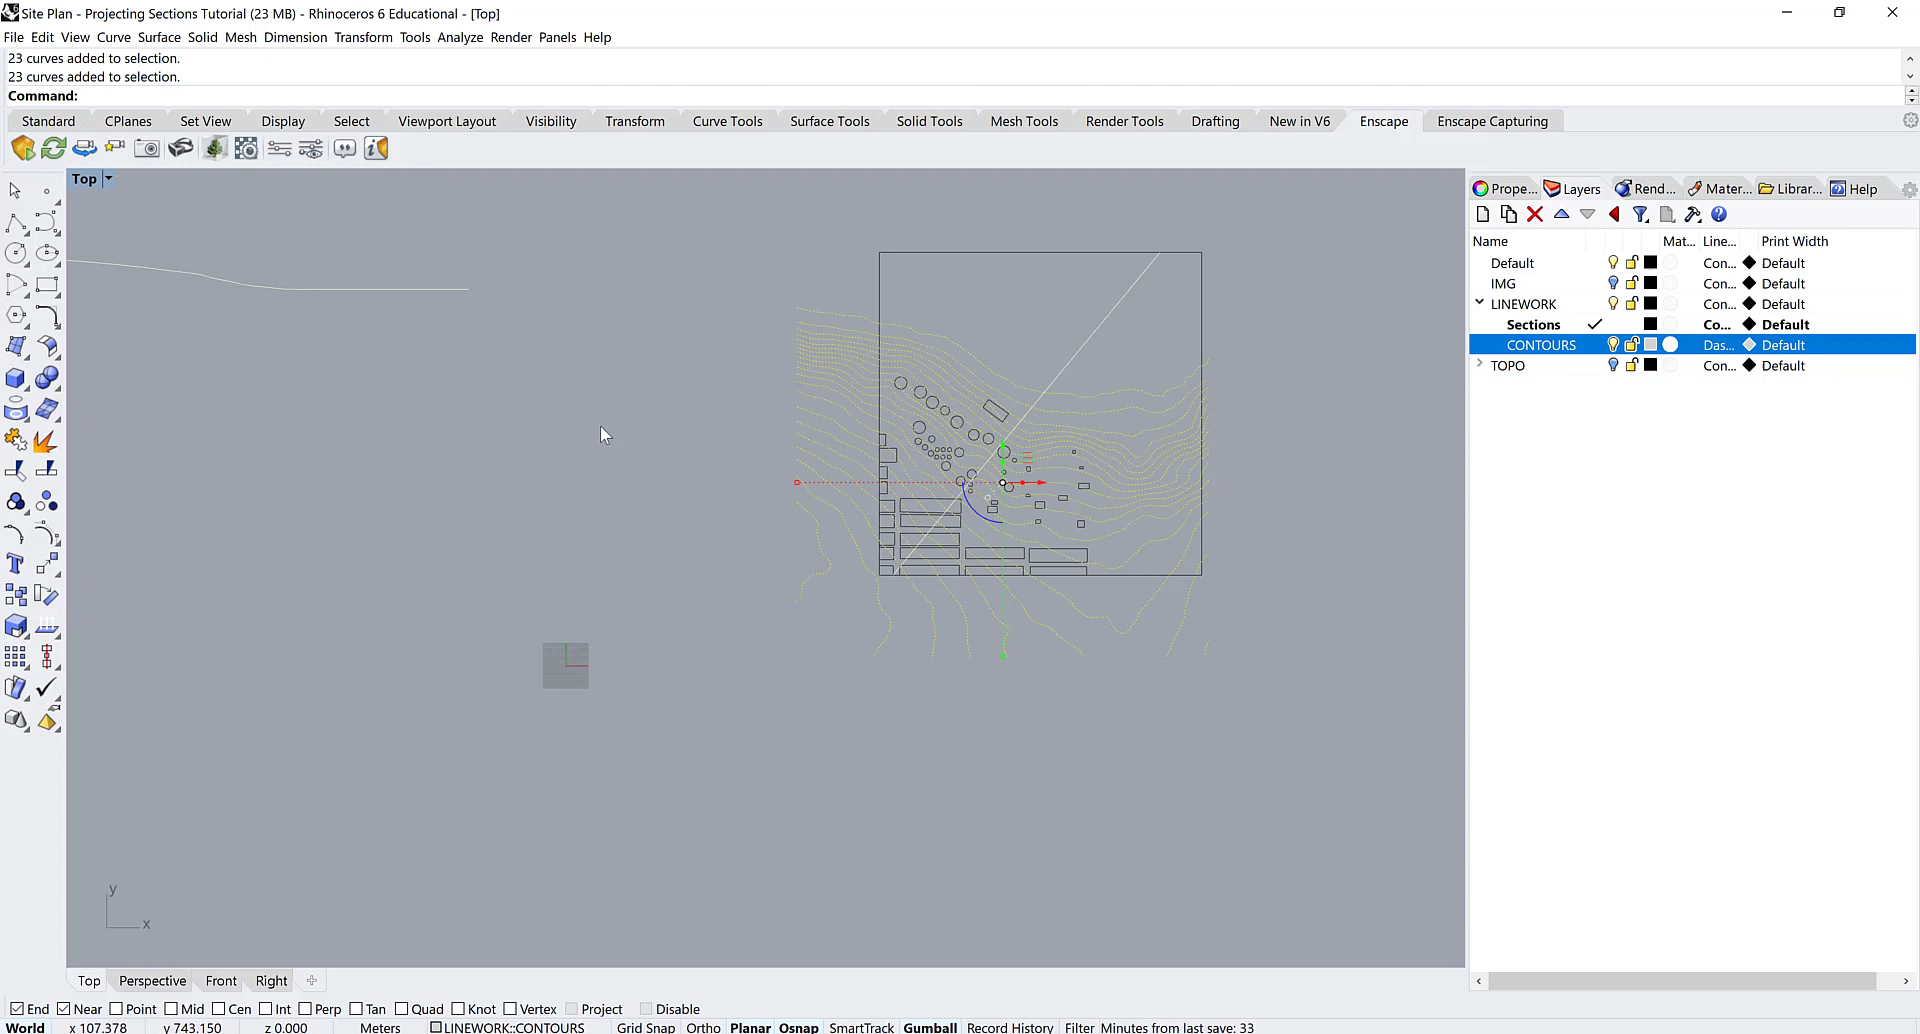 Site Plan - Projecting Sections Tutorial (23 MB) - Rhinoceros 6 Educational - [Top]
File Edit View Curve Surface Solid Mesh Dimension Transform Tools Analyze Render Panels Help
23 curves added to selection.
23 curves added to selection.
Command:
Standard CPlanes Set View Display Select Viewport Layout Visibility Transform Curve Tools Surface Tools Solid Tools Mesh Tools Render Tools Drafting New in V6 Enscape Enscape Capturing
Top
Prope... Layers Rend... Mater... Librar... Help
Name Mat... Line... Print Width
Default Con... Default
IMG Con... Default
LINEWORK Con... Default
Sections Co... Default
CONTOURS Das... Default
TOPO Con... Default
y
x
Top Perspective Front Right
End Near Point Mid Cen Int Perp Tan Quad Knot Vertex Project Disable
World x 107.378 y 743.150 z 0.000 Meters LINEWORK::CONTOURS Grid Snap Ortho Planar Osnap SmartTrack Gumball Record History Filter Minutes from last save: 33